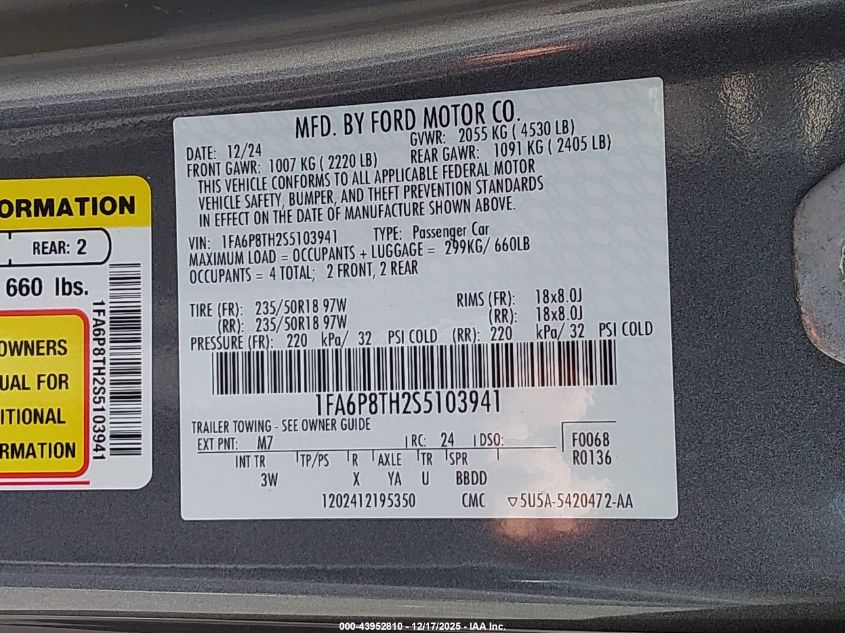 MFD. BY FORD MOTOR CO.
DATE: 12/24 GVWR: 2055 KG ( 4530 LB)
FRONT GAWR: 1007 KG ( 2220 LB) REAR GAWR: 1091 KG ( 2405 LB)
THIS VEHICLE CONFORMS TO ALL APPLICABLE FEDERAL MOTOR
VEHICLE SAFETY, BUMPER, AND THEFT PREVENTION STANDARDS
IN EFFECT ON THE DATE OF MANUFACTURE SHOWN ABOVE.
VIN: 1FA6P8TH2S5103941 TYPE: Passenger Car
MAXIMUM LOAD = OCCUPANTS + LUGGAGE = 299KG/ 660LB
OCCUPANTS = 4 TOTAL; 2 FRONT, 2 REAR
TIRE (FR): 235/50R18 97W RIMS (FR): 18x8.0J
(RR): 235/50R18 97W (RR): 18x8.0J
PRESSURE (FR): 220 kPa/ 32 PSI COLD (RR): 220 kPa/ 32 PSI COLD
1FA6P8TH2S5103941
TRAILER TOWING - SEE OWNER GUIDE
EXT PNT: M7 RC: 24 DSO: F0068
INT TR TP/PS R AXLE TR SPR R0136
3W X YA U BBDD
1202412195350 CMC 5U5A-5420472-AA
ORMATION
REAR: 2
660 lbs.
OWNERS
UAL FOR
ITIONAL
RMATION
1FA6P8TH2S5103941
000-43952810 - 12/17/2025 - IAA Inc.